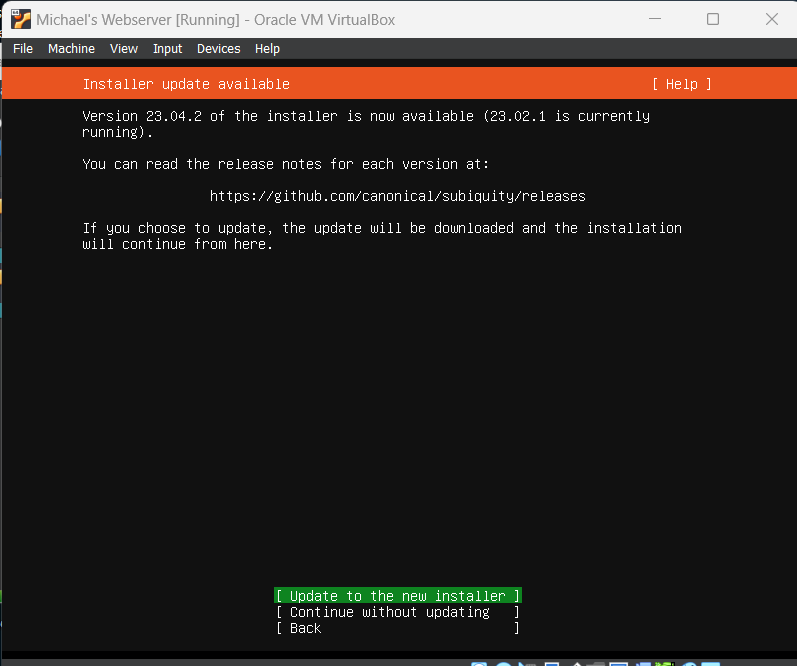 Michael's Webserver [Running] - Oracle VM VirtualBox
File Machine View Input Devices Help
Installer update available [ Help ]
Version 23.04.2 of the installer is now available (23.02.1 is currently
running).
You can read the release notes for each version at:
https://github.com/canonical/subiquity/releases
If you choose to update, the update will be downloaded and the installation
will continue from here.
[ Update to the new installer ]
[ Continue without updating ]
[ Back ]